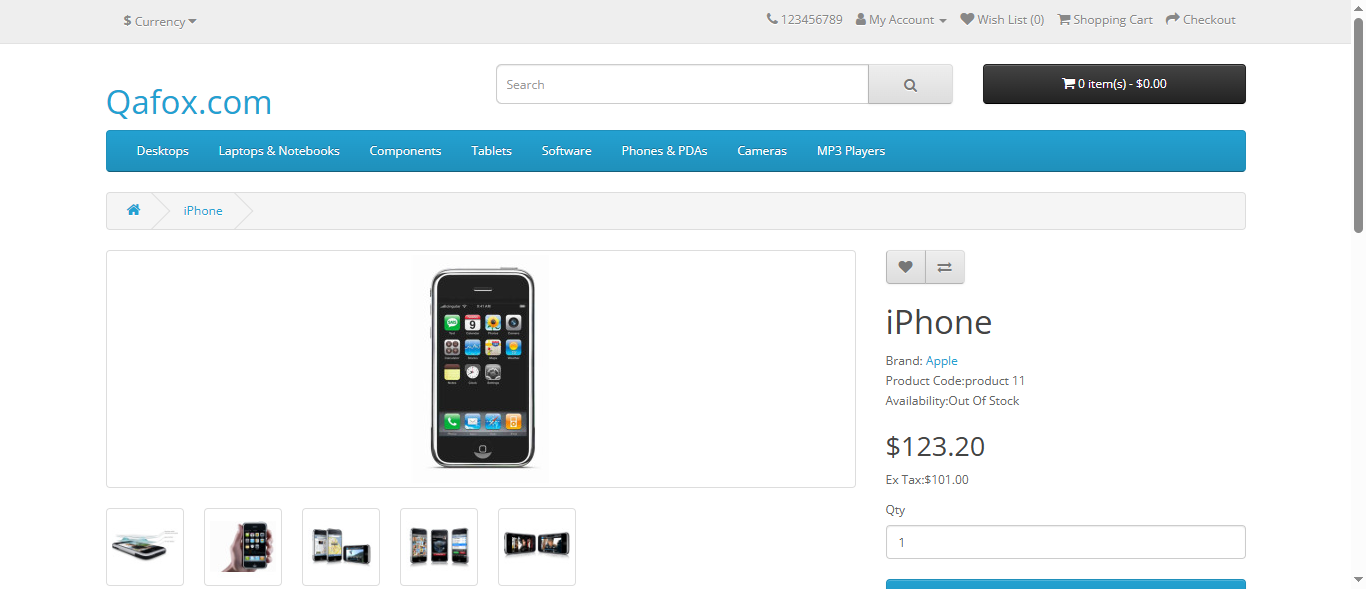 $ Currency
123456789 My Account Wish List (0) Shopping Cart Checkout
Qafox.com
Search
0 item(s) - $0.00
Desktops Laptops & Notebooks Components Tablets Software Phones & PDAs Cameras MP3 Players
iPhone
iPhone
Brand: Apple
Product Code:product 11
Availability:Out Of Stock
$123.20
Ex Tax:$101.00
Qty
1
9